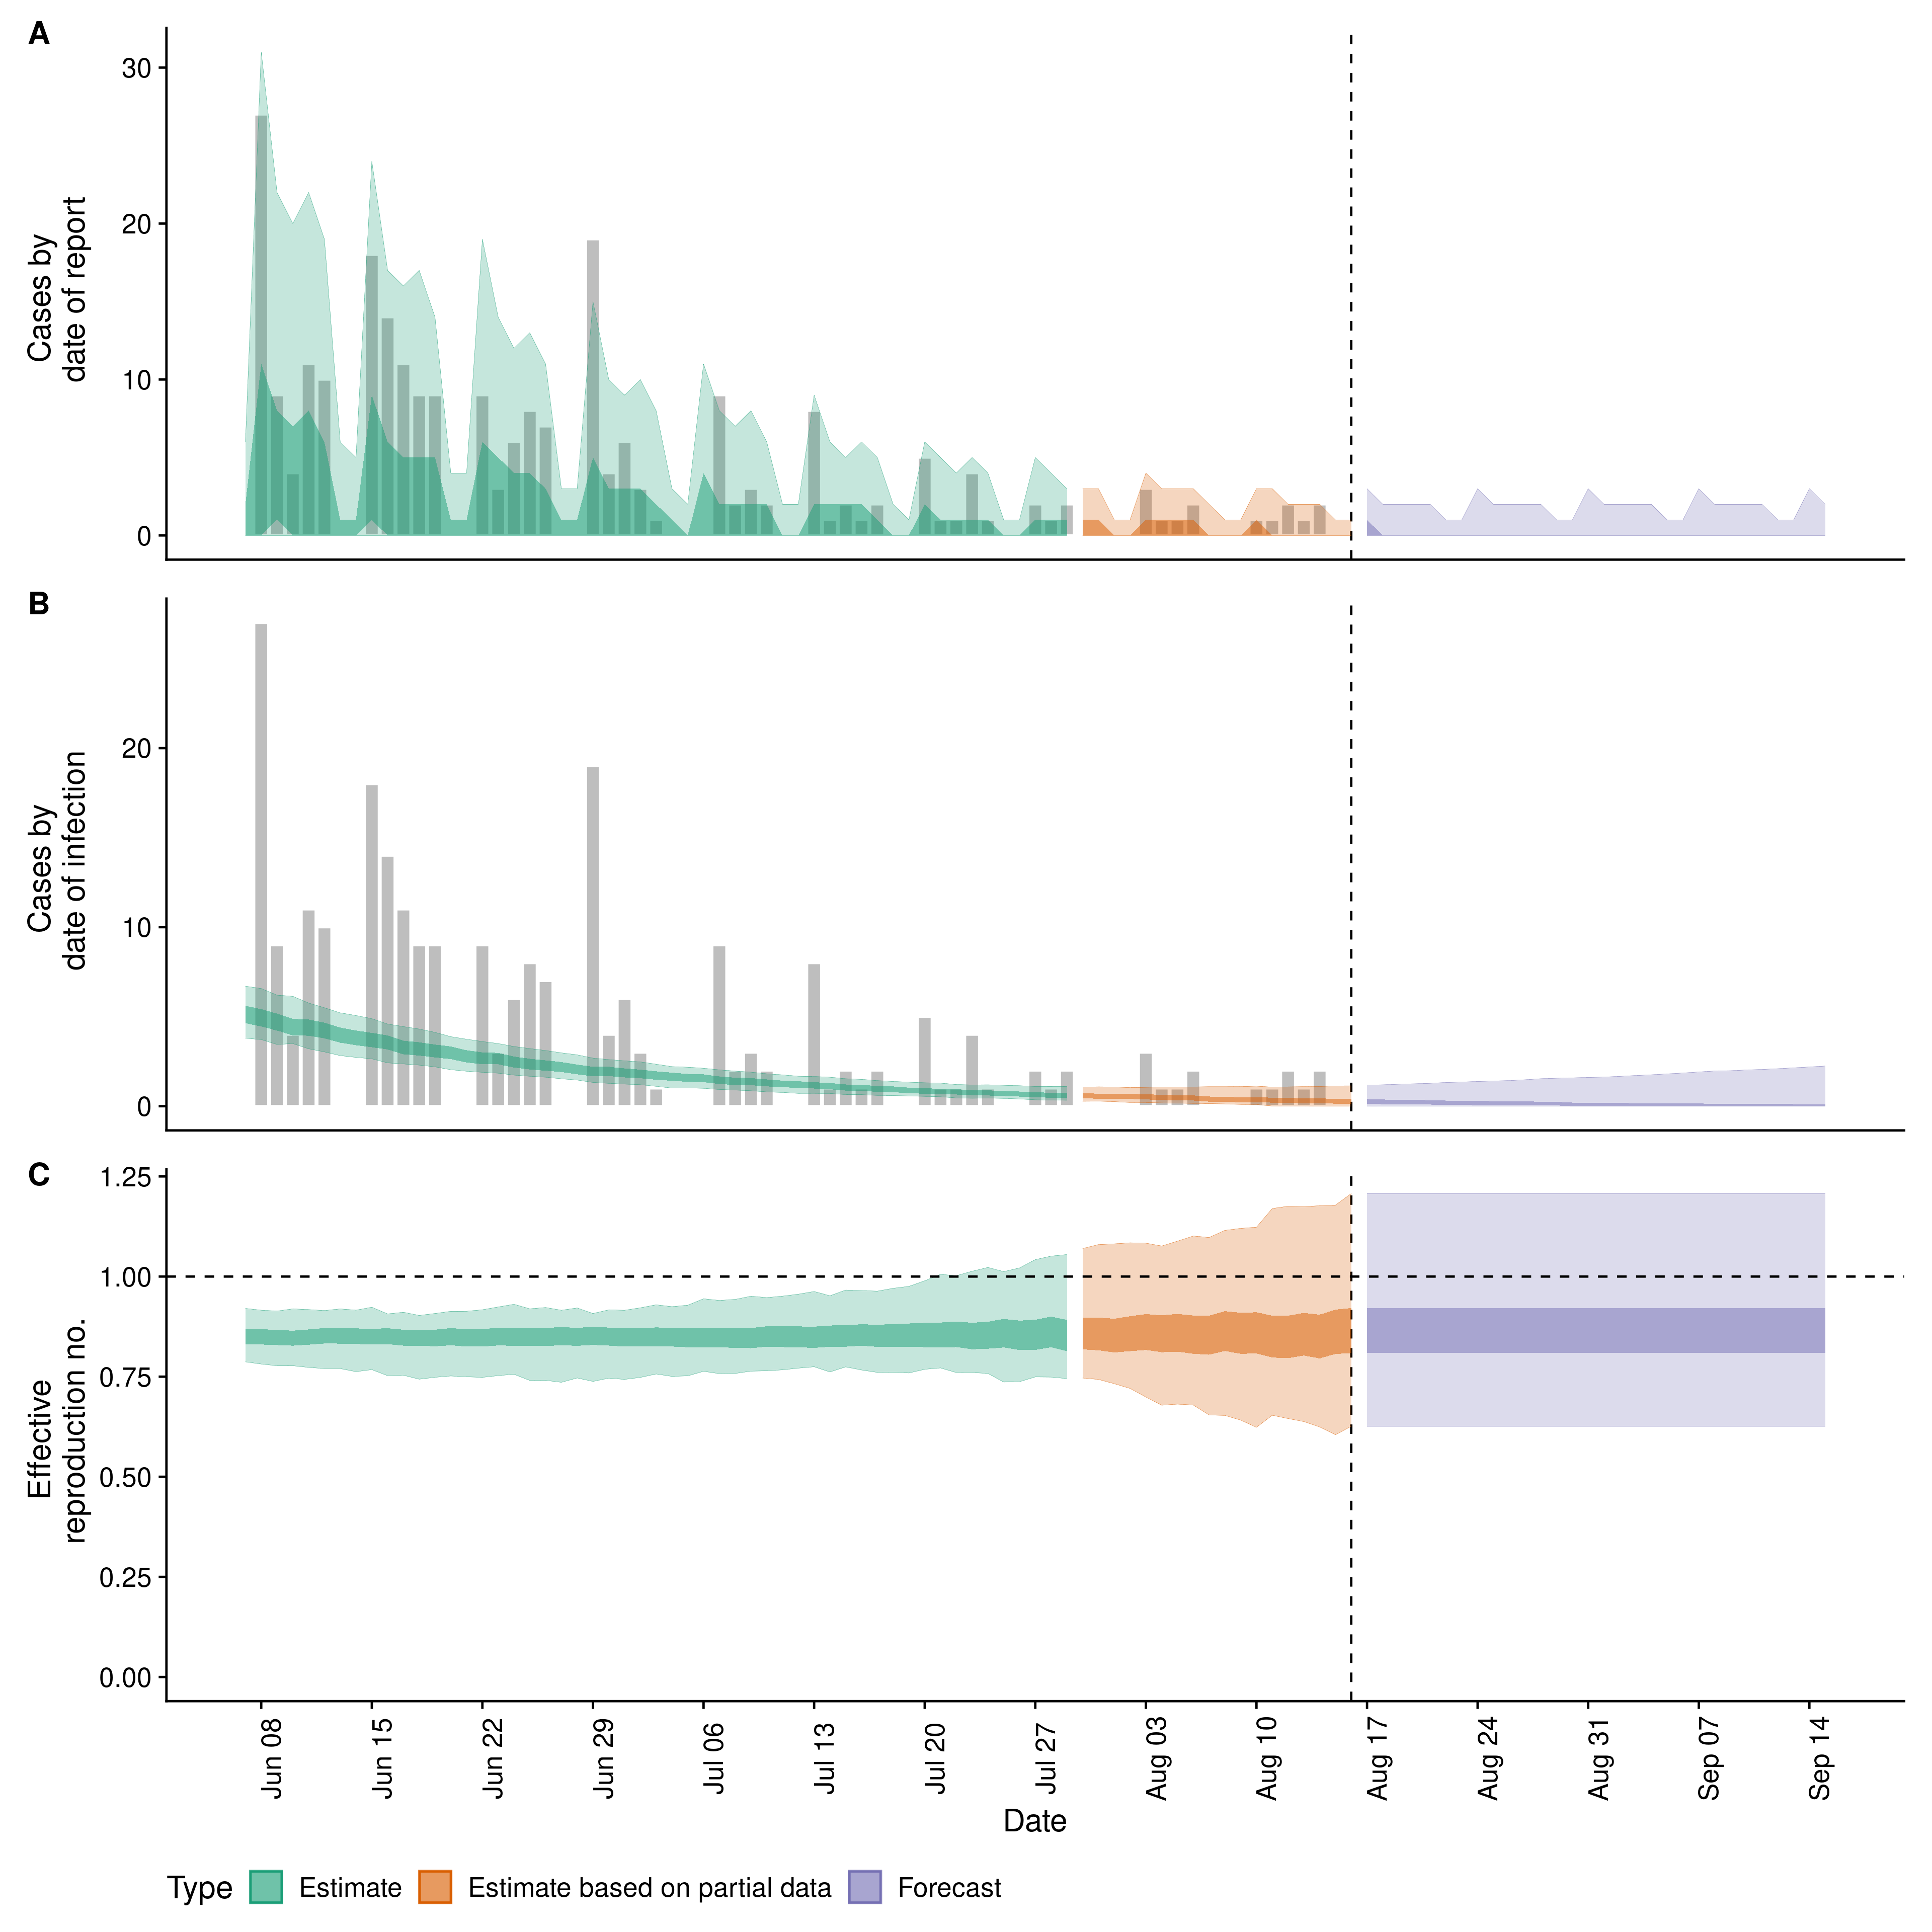 A
30
20
10
0
Cases by
date of report
B
20
10
0
Cases by
date of infection
C
1.25
1.00
0.75
0.50
0.25
0.00
Effective
reproduction no.
Jun 08
Jun 15
Jun 22
Jun 29
Jul 06
Jul 13
Jul 20
Jul 27
Aug 03
Aug 10
Aug 17
Aug 24
Aug 31
Sep 07
Sep 14
Date
Type Estimate Estimate based on partial data Forecast